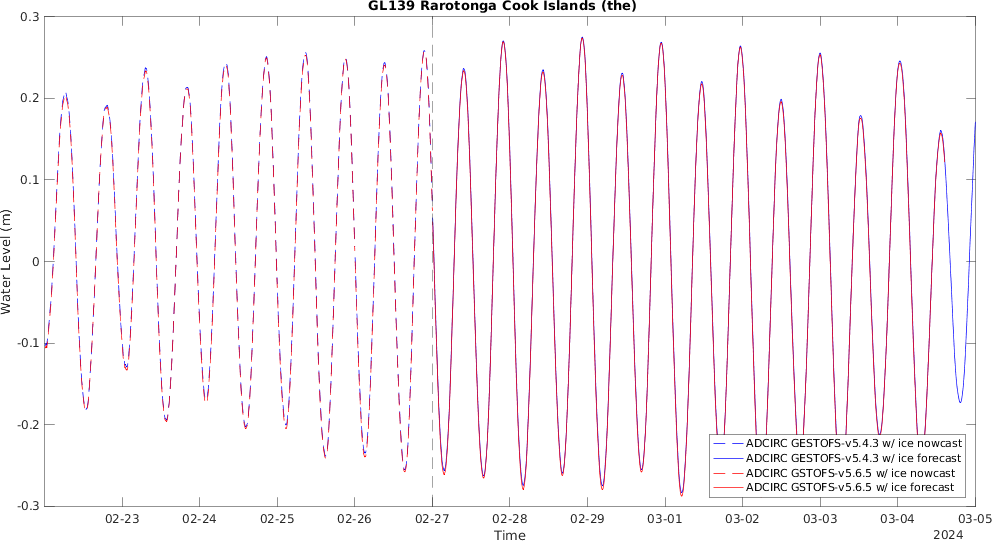 GL139 Rarotonga Cook Islands (the)
0.3
0.2
0.1
0
-0.1
-0.2
-0.3
Water Level (m)
ADCIRC GESTOFS-v5.4.3 w/ ice nowcast
ADCIRC GESTOFS-v5.4.3 w/ ice forecast
ADCIRC GSTOFS-v5.6.5 w/ ice nowcast
ADCIRC GSTOFS-v5.6.5 w/ ice forecast
02-23 02-24 02-25 02-26 02-27 02-28 02-29 03-01 03-02 03-03 03-04 03-05
Time
2024